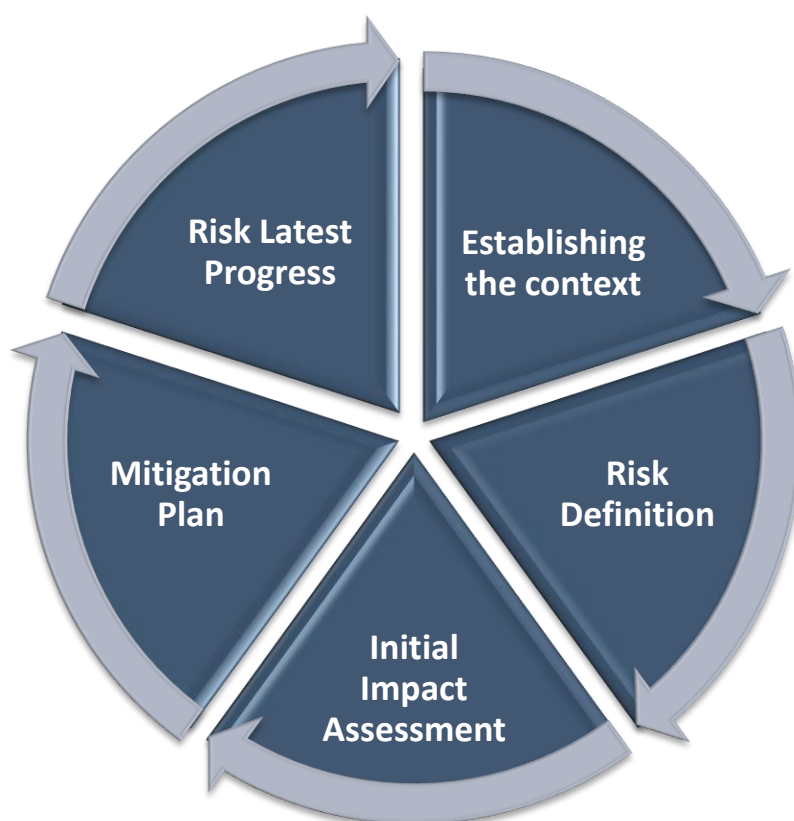 Establishing
the context
Risk
Definition
Initial
Impact
Assessment
Mitigation
Plan
Risk Latest
Progress